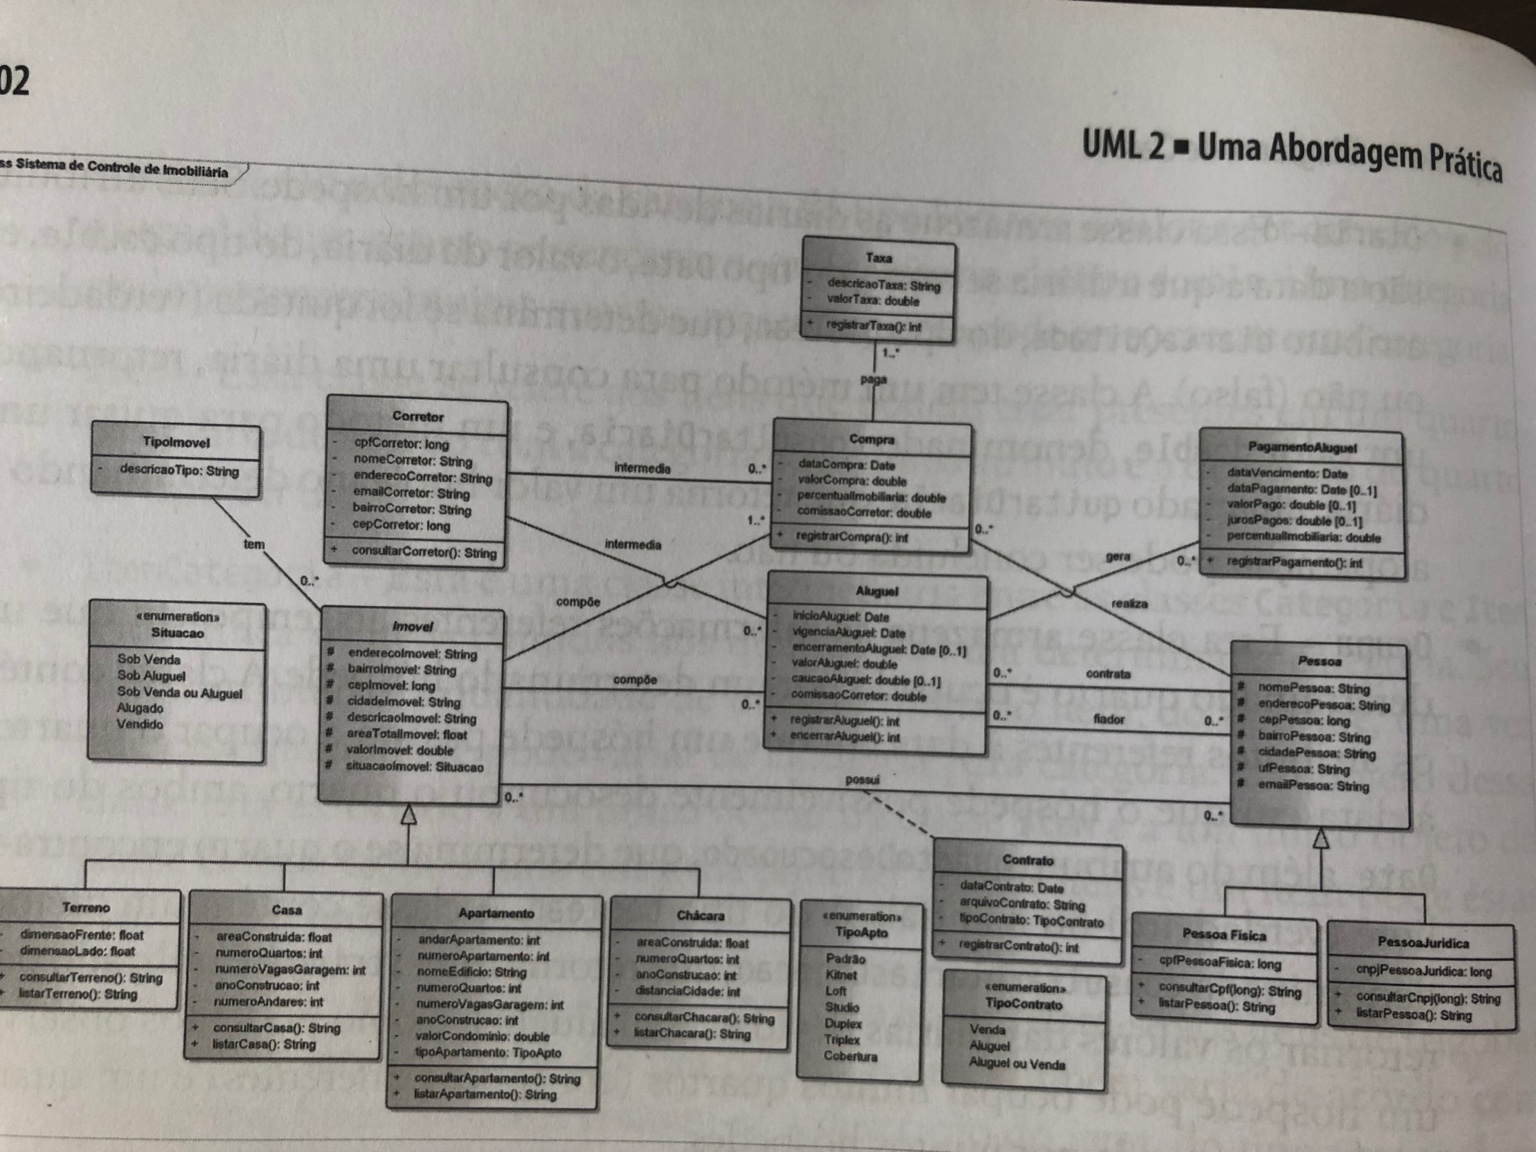 02
UML 2 ■ Uma Abordagem Prática
ss Sistema de Controle de Imobiliária
TipoImovel
- descricaoTipo: String
tem
0..*
«enumeration»
Situacao
Sob Venda
Sob Aluguel
Sob Venda ou Aluguel
Alugado
Vendido
Corretor
- cpfCorretor: long
- nomeCorretor: String
- enderecoCorretor: String
- emailCorretor: String
- bairroCorretor: String
- cepCorretor: long
+ consultarCorretor(): String
intermedia
0..*
intermedia
0..*
Taxa
- descricaoTaxa: String
- valorTaxa: double
+ registrarTaxa(): int
1..*
paga
Compra
- dataCompra: Date
- valorCompra: double
- percentualImobiliaria: double
- comissaoCorretor: double
+ registrarCompra(): int
1..*
0..*
Imovel
# enderecoImovel: String
# bairroImovel: String
# cepImovel: long
# cidadeImovel: String
# descricaoImovel: String
# areaTotalImovel: float
# valorImovel: double
# situacaoImovel: Situacao
compõe
compõe
0..*
0..*
possui
0..*
Aluguel
- inicioAluguel: Date
- vigenciaAluguel: Date
- encerramentoAluguel: Date [0..1]
- valorAluguel: double
- caucaoAluguel: double [0..1]
- comissaoCorretor: double
+ registrarAluguel(): int
+ encerrarAluguel(): int
gera
0..*
realiza
0..*
contrata
0..*
fiador
0..*
PagamentoAluguel
- dataVencimento: Date
- dataPagamento: Date [0..1]
- valorPago: double [0..1]
- jurosPagos: double [0..1]
- percentualImobiliaria: double
+ registrarPagamento(): int
Pessoa
# nomePessoa: String
# enderecoPessoa: String
# cepPessoa: long
# bairroPessoa: String
# cidadePessoa: String
# ufPessoa: String
# emailPessoa: String
Terreno
- dimensaoFrente: float
- dimensaoLado: float
+ consultarTerreno(): String
+ listarTerreno(): String
Casa
- areaConstruida: float
- numeroQuartos: int
- numeroVagasGaragem: int
- anoConstrucao: int
- numeroAndares: int
+ consultarCasa(): String
+ listarCasa(): String
Apartamento
- andarApartamento: int
- numeroApartamento: int
- nomeEdificio: String
- numeroQuartos: int
- numeroVagasGaragem: int
- anoConstrucao: int
- valorCondominio: double
- tipoApartamento: TipoApto
+ consultarApartamento(): String
+ listarApartamento(): String
Chácara
- areaConstruida: float
- numeroQuartos: int
- anoConstrucao: int
- distanciaCidade: int
+ consultarChacara(): String
+ listarChacara(): String
«enumeration»
TipoApto
Padrão
Kitnet
Loft
Studio
Duplex
Triplex
Cobertura
Contrato
- dataContrato: Date
- arquivoContrato: String
- tipoContrato: TipoContrato
+ registrarContrato(): int
«enumeration»
TipoContrato
Venda
Aluguel
Aluguel ou Venda
Pessoa Fisica
- cpfPessoaFisica: long
+ consultarCpf(long): String
+ listarPessoa(): String
PessoaJuridica
- cnpjPessoaJuridica: long
+ consultarCnpj(long): String
+ listarPessoa(): String